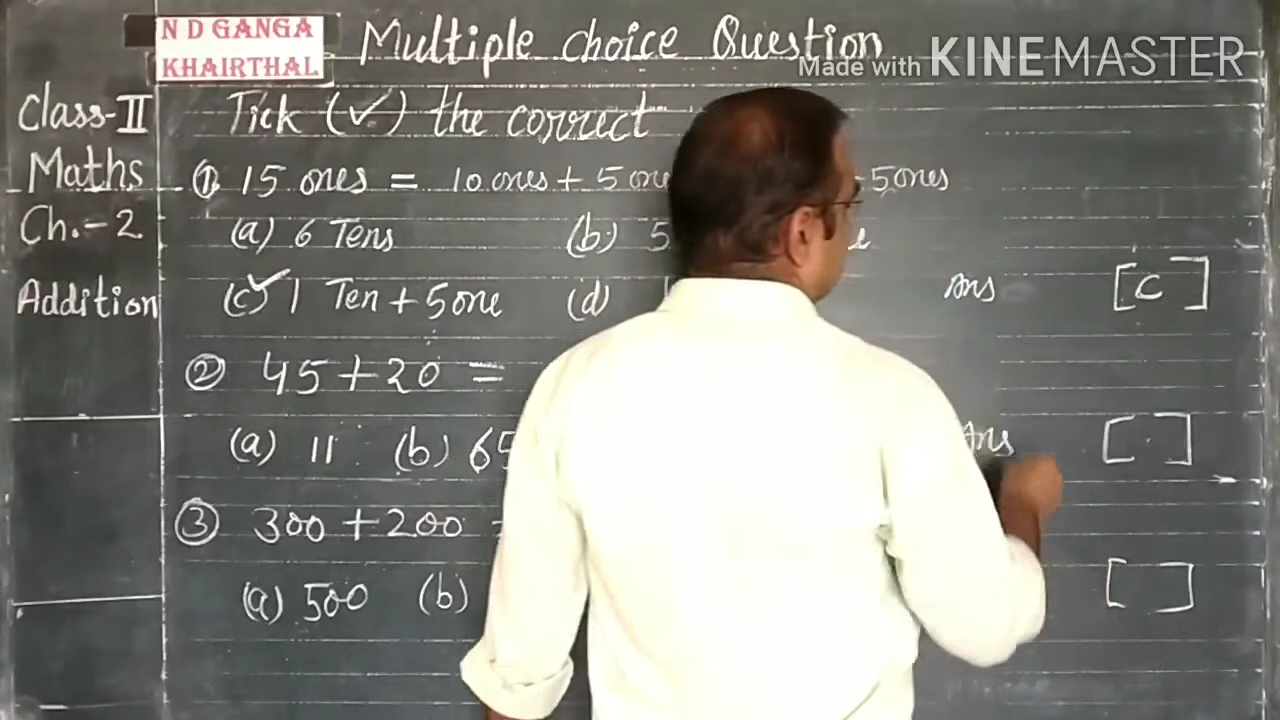 N D GANGA
KHAIRTHAL
Multiple choice Question
Made with KINEMASTER
Class-II
Maths
Ch.-2
Addition
Tick (✓) the correct
① 15 ones = 10 ones + 5 5 ones
(a) 6 Tens (b) 5
(c) ✓ 1 Ten + 5 one (d) Ans [C]
② 45 + 20 =
(a) 11 (b) 65 Ans [ ]
③ 300 + 200
(a) 500 (b) [ ]